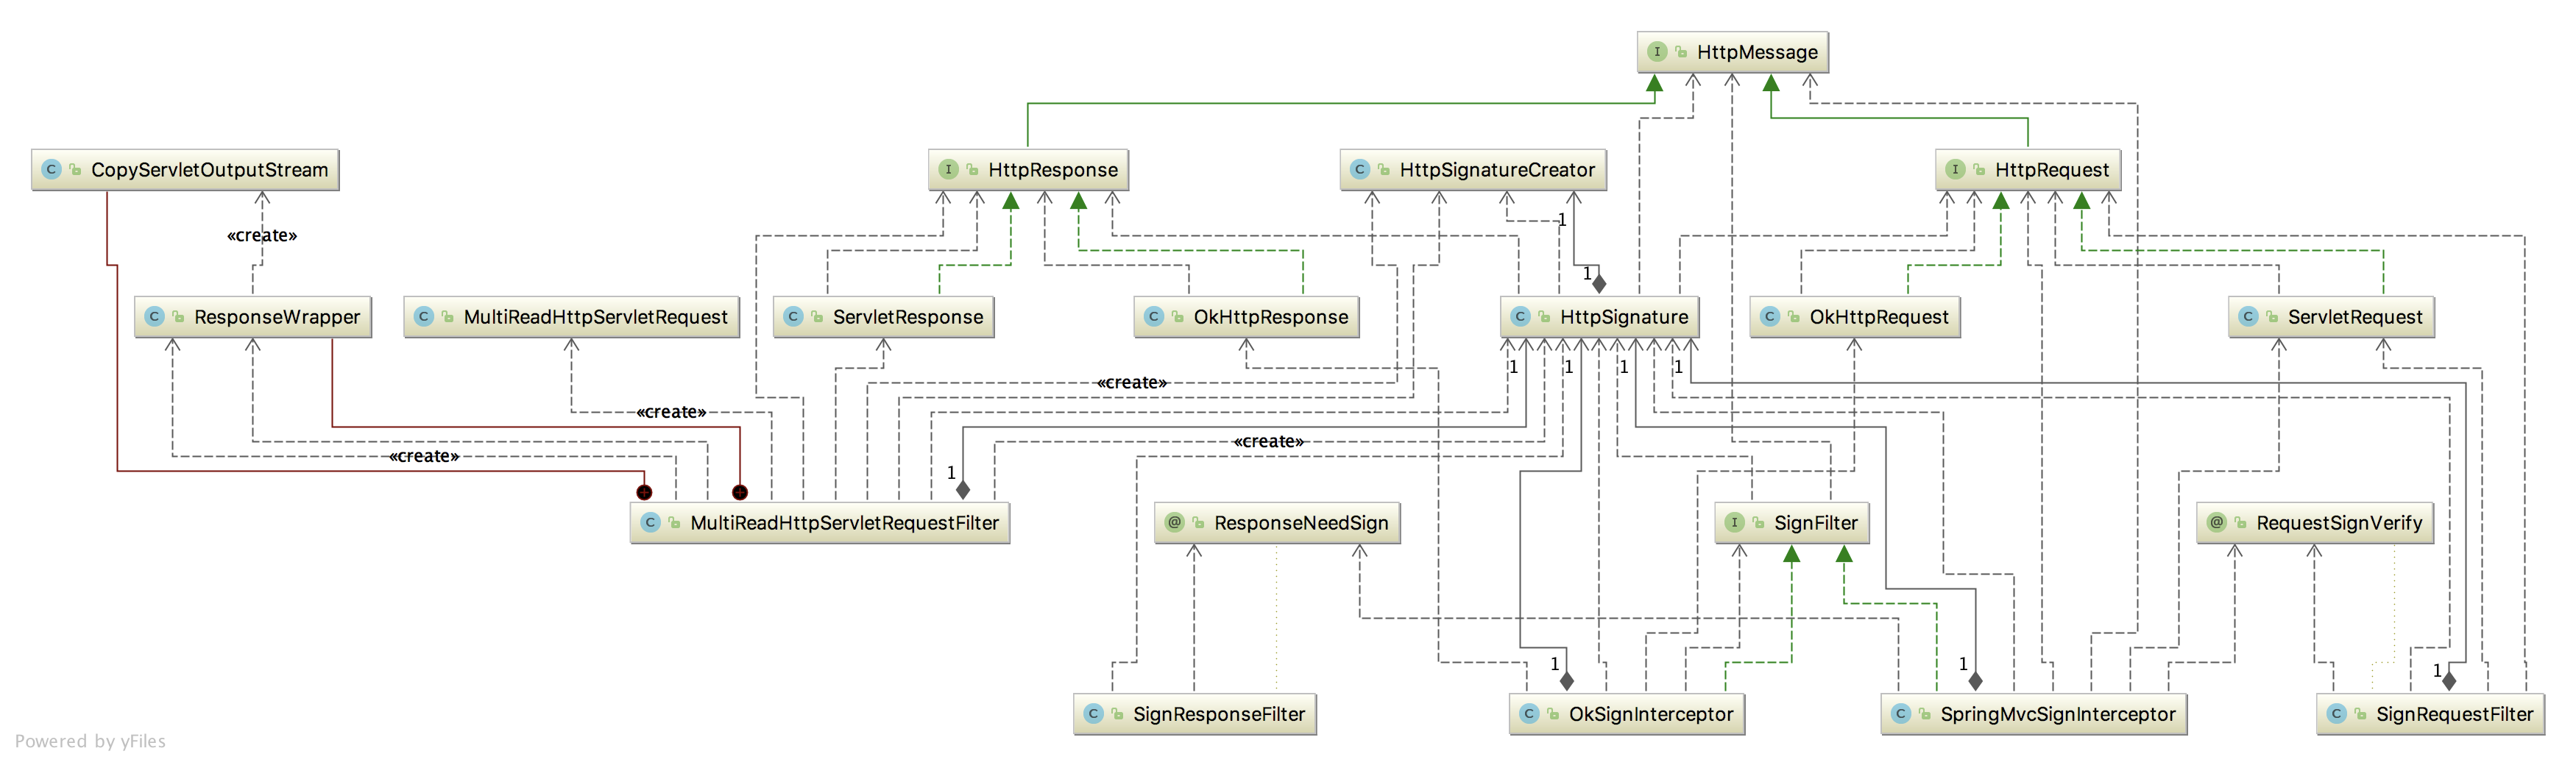 I HttpMessage
C CopyServletOutputStream
I HttpResponse
C HttpSignatureCreator
I HttpRequest
1
«create»
1
C ResponseWrapper
C MultiReadHttpServletRequest
C ServletResponse
C OkHttpResponse
C HttpSignature
C OkHttpRequest
C ServletRequest
1
1
1
1
«create»
«create»
«create»
«create»
1
C MultiReadHttpServletRequestFilter
@ ResponseNeedSign
I SignFilter
@ RequestSignVerify
1
1
1
C SignResponseFilter
C OkSignInterceptor
C SpringMvcSignInterceptor
C SignRequestFilter
Powered by yFiles